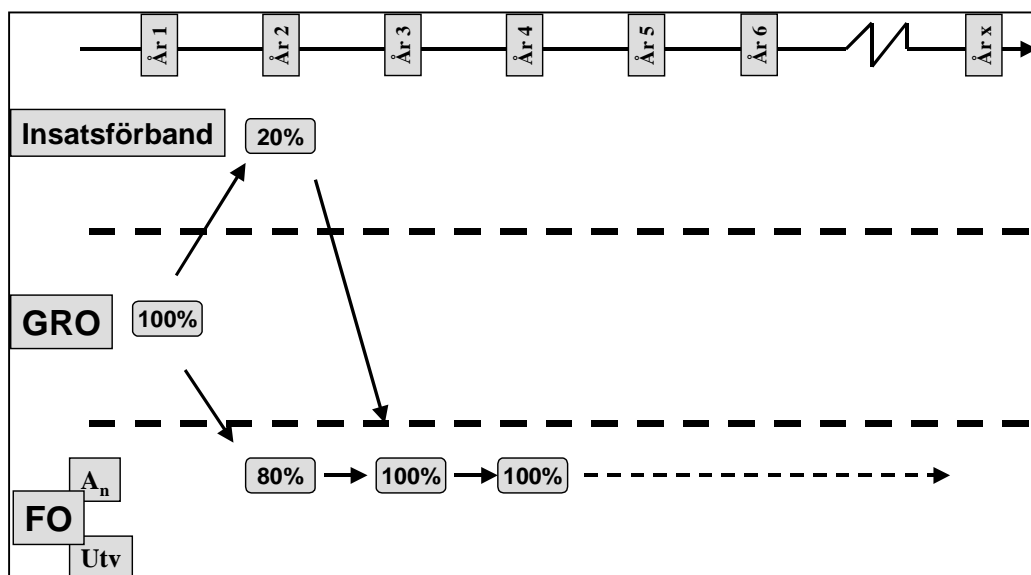 År 1
År 2
År 3
År 4
År 5
År 6
År x
Insatsförband
20%
GRO
100%
80%
100%
100%
An
FO
Utv